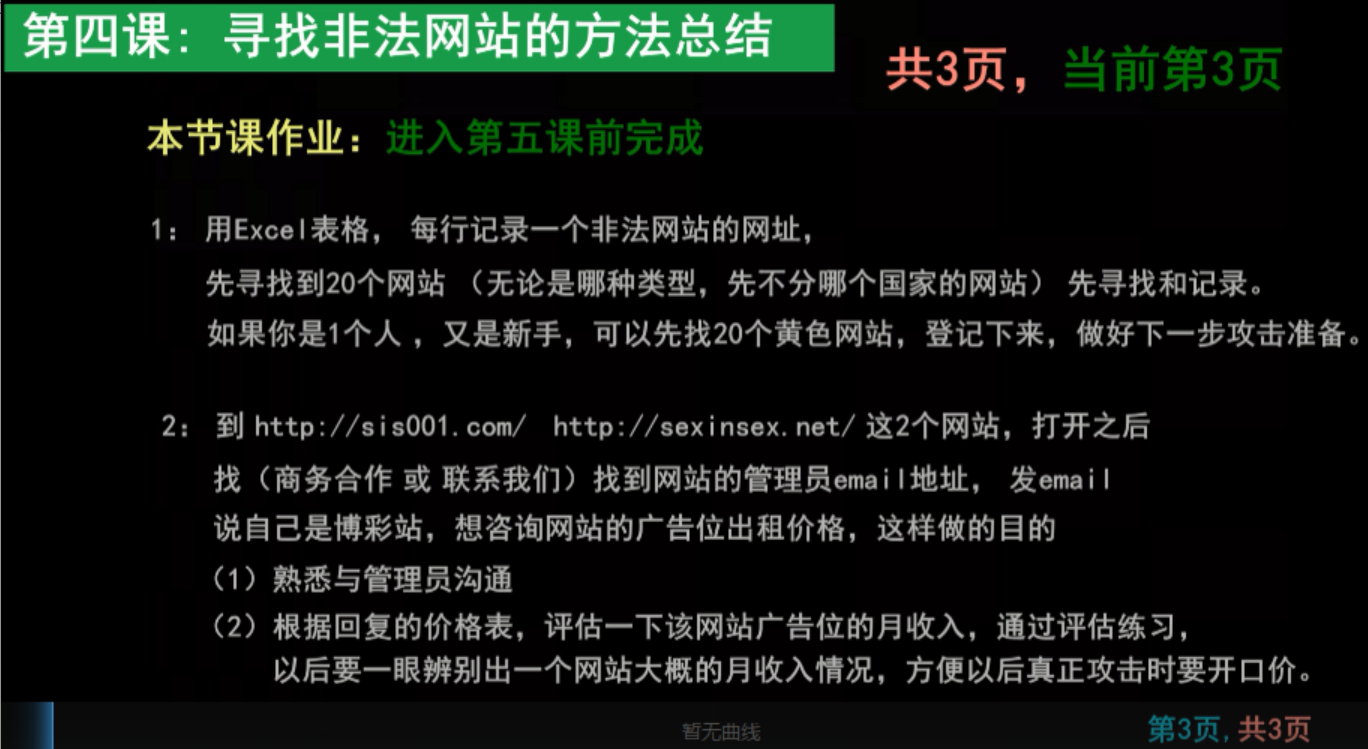 第四课: 寻找非法网站的方法总结
共3页，当前第3页
本节课作业：进入第五课前完成
1： 用Excel表格， 每行记录一个非法网站的网址，
先寻找到20个网站 （无论是哪种类型，先不分哪个国家的网站） 先寻找和记录。
如果你是1个人 ，又是新手，可以先找20个黄色网站，登记下来，做好下一步攻击准备。
2： 到 http://sis001.com/ http://sexinsex.net/ 这2个网站，打开之后
找（商务合作 或 联系我们）找到网站的管理员email地址， 发email
说自己是博彩站，想咨询网站的广告位出租价格，这样做的目的
（1）熟悉与管理员沟通
（2）根据回复的价格表，评估一下该网站广告位的月收入，通过评估练习，
以后要一眼辨别出一个网站大概的月收入情况，方便以后真正攻击时要开口价。
暂无曲线
第3页, 共3页